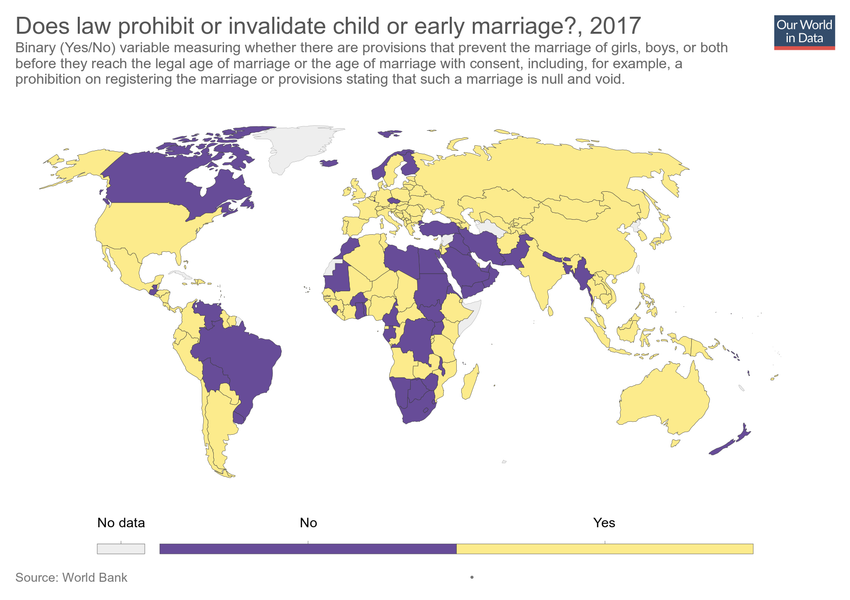 Does law prohibit or invalidate child or early marriage?, 2017
Our World
in Data
Binary (Yes/No) variable measuring whether there are provisions that prevent the marriage of girls, boys, or both
before they reach the legal age of marriage or the age of marriage with consent, including, for example, a
prohibition on registering the marriage or provisions stating that such a marriage is null and void.
No data
No
Yes
Source: World Bank